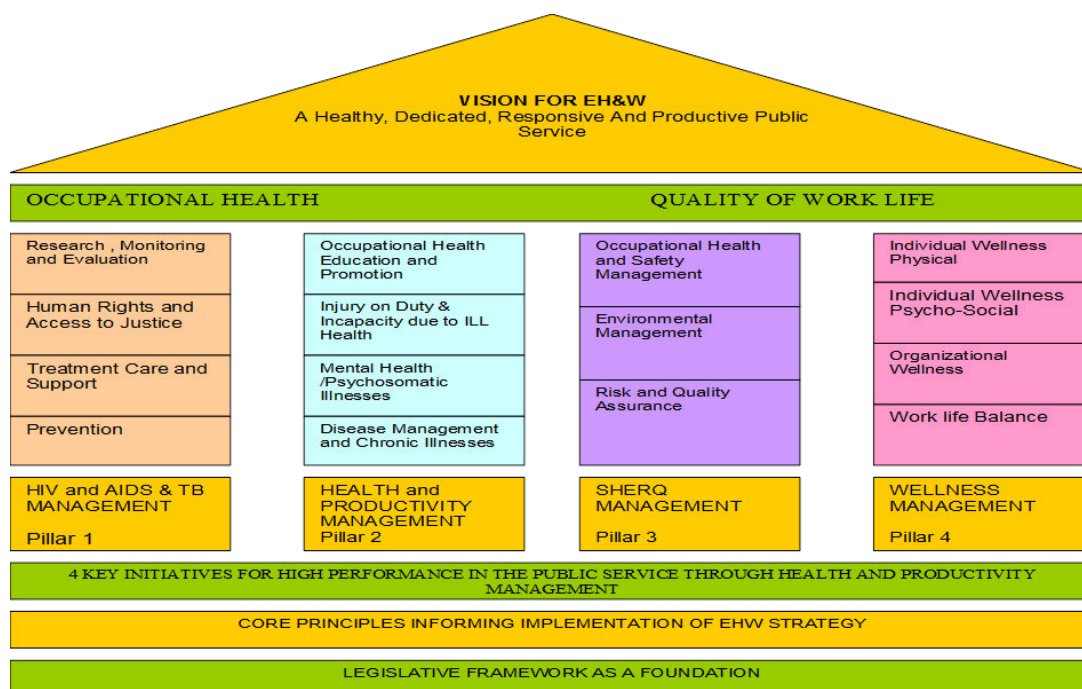 VISION FOR EH&W
A Healthy, Dedicated, Responsive And Productive Public
Service
OCCUPATIONAL HEALTH
QUALITY OF WORK LIFE
Research , Monitoring
and Evaluation
Human Rights and
Access to Justice
Treatment Care and
Support
Prevention
HIV and AIDS & TB
MANAGEMENT
Pillar 1
Occupational Health
Education and
Promotion
Injury on Duty &
Incapacity due to ILL
Health
Mental Health
/Psychosomatic
Illnesses
Disease Management
and Chronic Illnesses
HEALTH and
PRODUCTIVITY
MANAGEMENT
Pillar 2
Occupational Health
and Safety
Management
Environmental
Management
Risk and Quality
Assurance
SHERQ
MANAGEMENT
Pillar 3
Individual Wellness
Physical
Individual Wellness
Psycho-Social
Organizational
Wellness
Work life Balance
WELLNESS
MANAGEMENT
Pillar 4
4 KEY INITIATIVES FOR HIGH PERFORMANCE IN THE PUBLIC SERVICE THROUGH HEALTH AND PRODUCTIVITY
MANAGEMENT
CORE PRINCIPLES INFORMING IMPLEMENTATION OF EHW STRATEGY
LEGISLATIVE FRAMEWORK AS A FOUNDATION